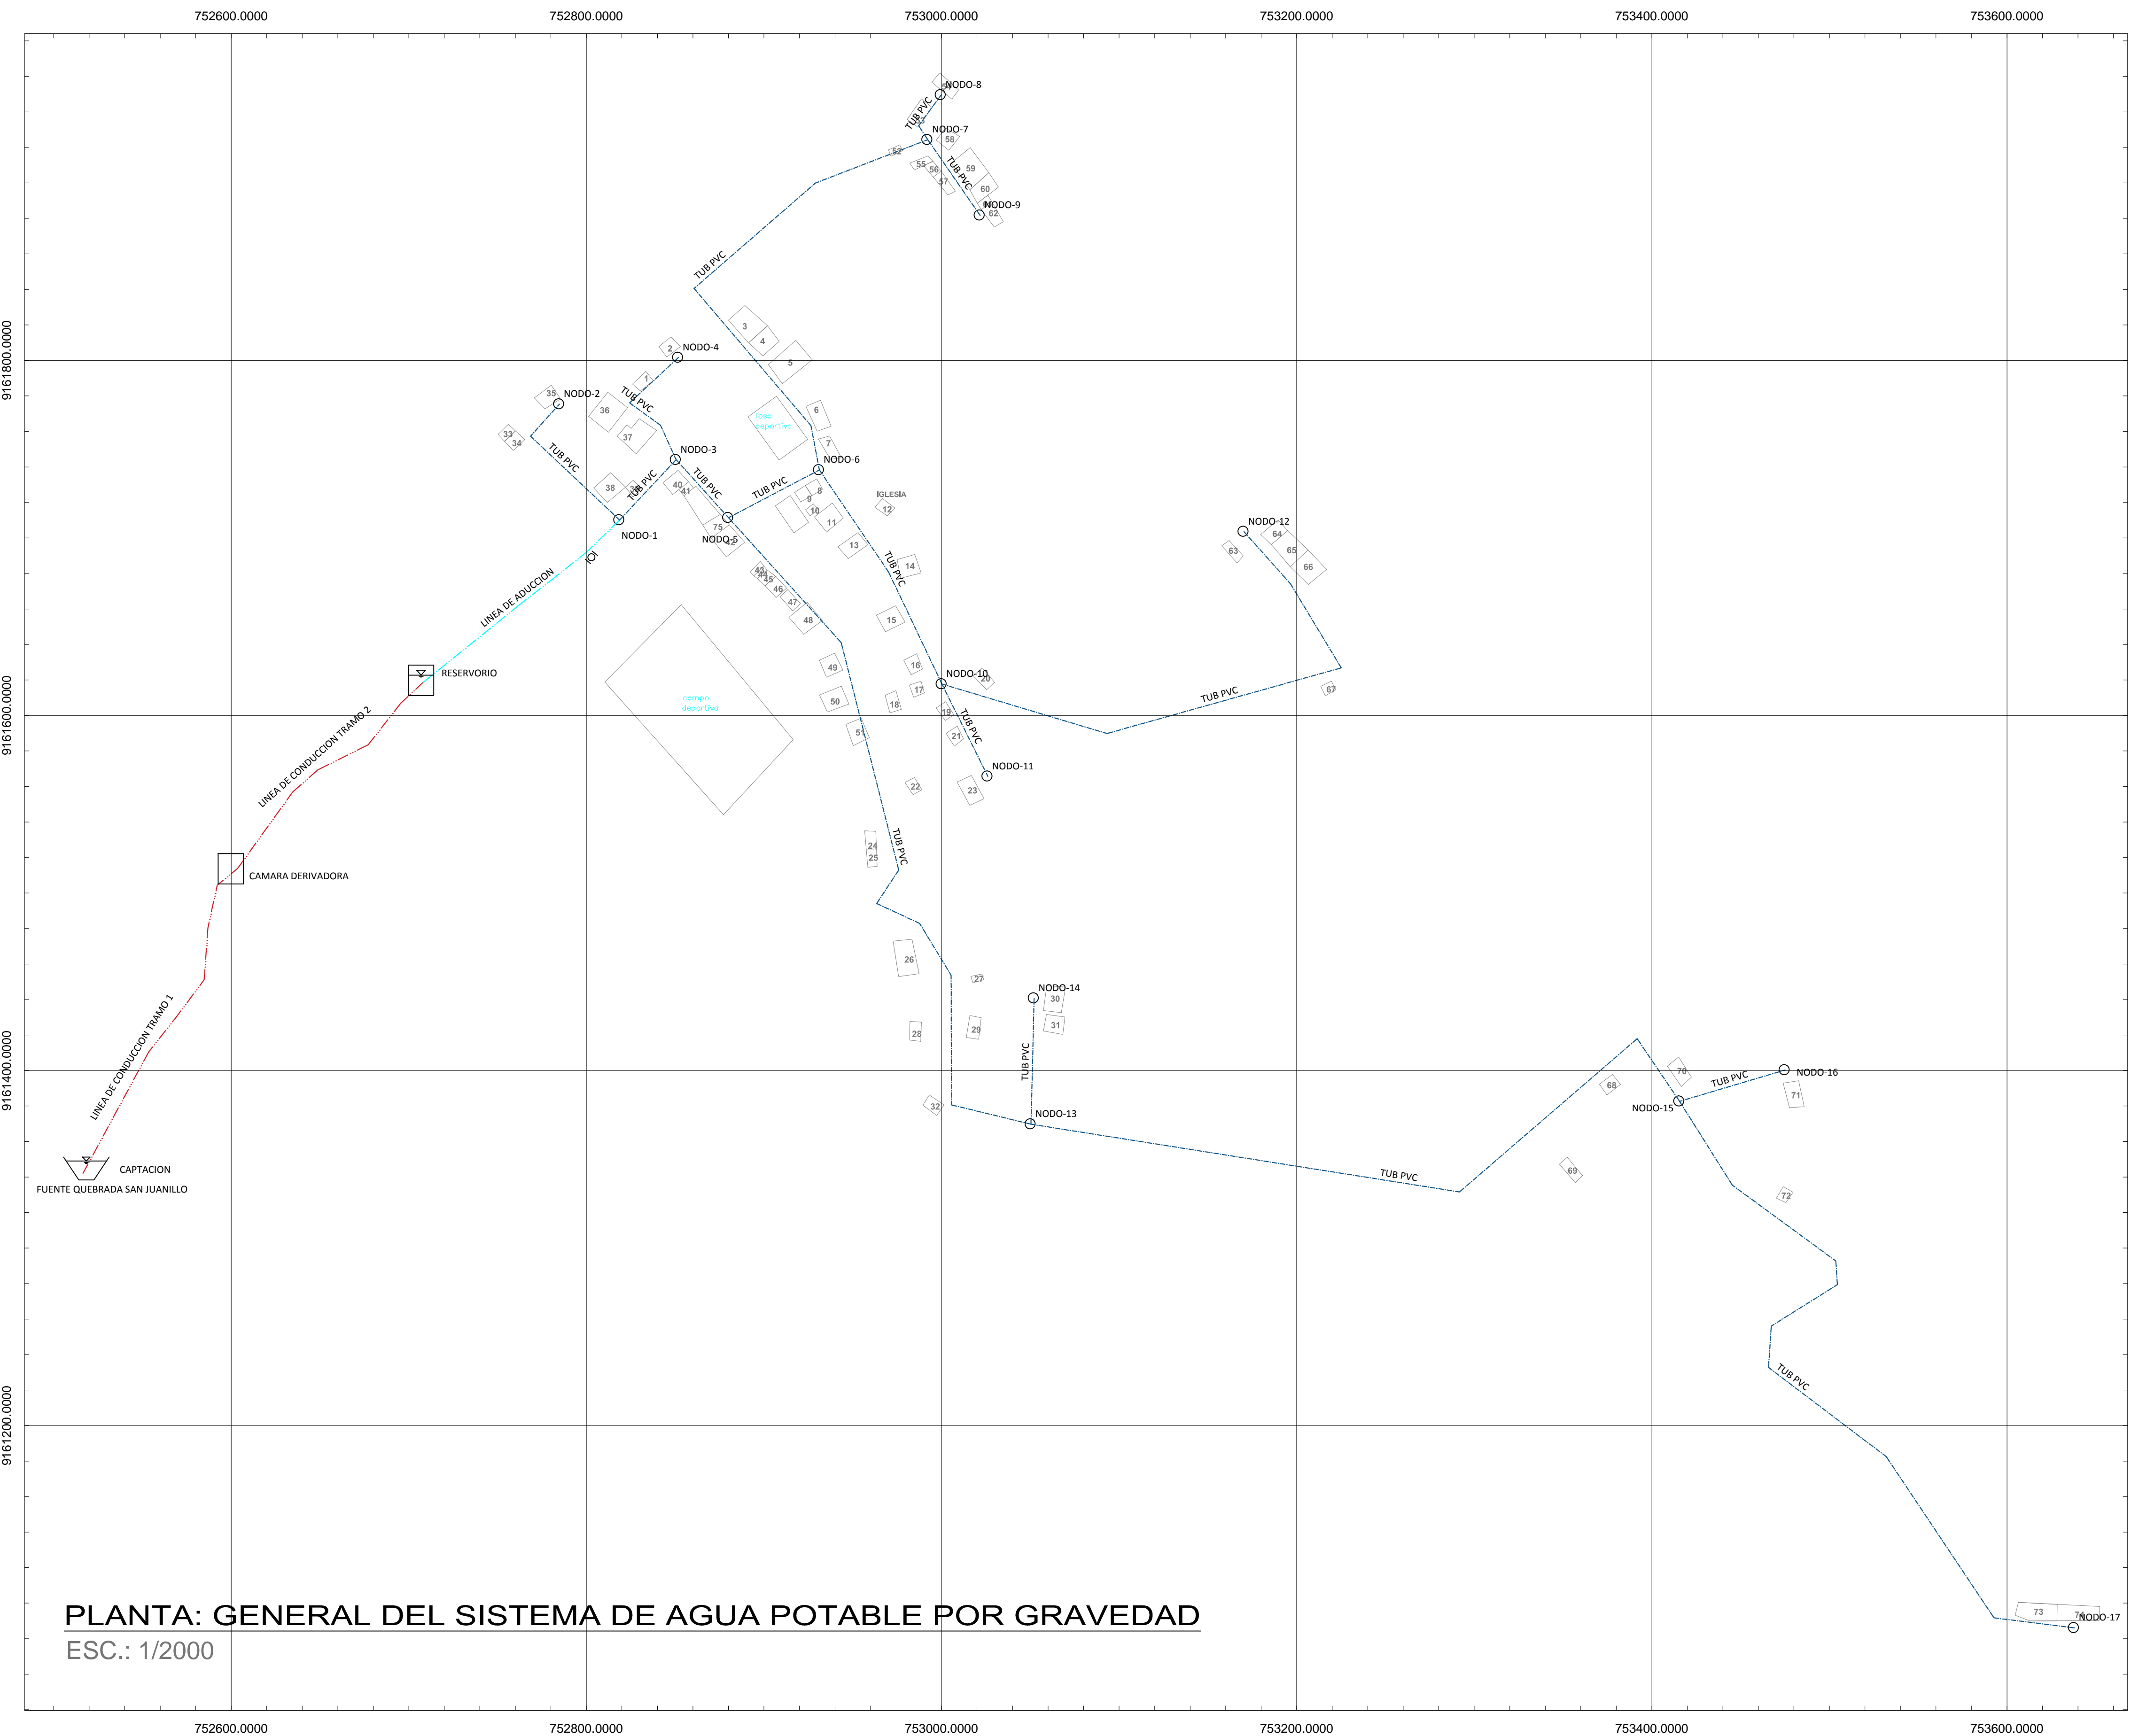 752600.0000
752800.0000
753000.0000
753200.0000
753400.0000
753600.0000
NODO-8
TUB PVC
NODO-7
58
52
55
56
57
TUB PVC
59
60
NODO-9
62
TUB PVC
3
4
5
9161800.0000
2
NODO-4
1
TUB PVC
35
NODO-2
36
37
33
34
losa
deportiva
6
7
NODO-3
NODO-6
TUB PVC
38
TUB PVC
40
41
TUB PVC
TUB PVC
8
9
10
11
IGLESIA
12
NODO-1
75
NODO-5
42
13
NODO-12
64
65
66
63
IOI
LINEA DE ADUCCION
43
44
45
46
47
48
TUB PVC
14
15
RESERVORIO
49
50
51
16
17
18
NODO-10
20
19
21
TUB PVC
TUB PVC
67
campo
deportivo
9161600.0000
LINEA DE CONDUCCION TRAMO 2
NODO-11
22
23
24
25
TUB PVC
CAMARA DERIVADORA
26
27
NODO-14
30
31
28
29
TUB PVC
LINEA DE CONDUCCION TRAMO 1
9161400.0000
32
NODO-13
68
70
TUB PVC
NODO-16
NODO-15
71
CAPTACION
FUENTE QUEBRADA SAN JUANILLO
TUB PVC
69
72
TUB PVC
9161200.0000
73
74
NODO-17
PLANTA: GENERAL DEL SISTEMA DE AGUA POTABLE POR GRAVEDAD
ESC.: 1/2000
752600.0000
752800.0000
753000.0000
753200.0000
753400.0000
753600.0000